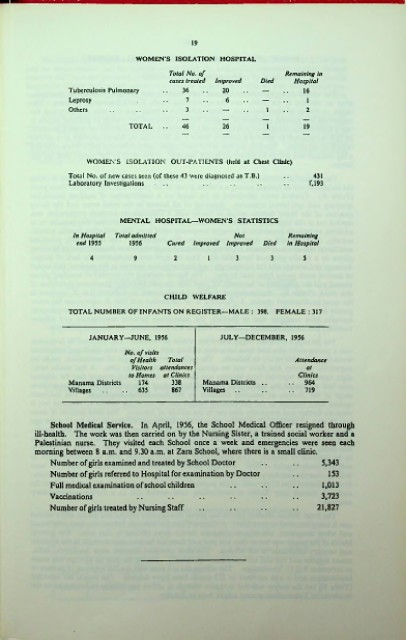 19
WOMEN'S ISOLATION HOSPITAL
Total No. of cases treated Improved Died Remaining in Hospital
Tuberculosis Pulmonary .. 36 .. 20 .. — .. 16
Leprosy .. 7 .. 6 .. — .. 1
Others .. .. .. 3 .. — .. 1 .. 2
TOTAL .. 46 26 1 19
WOMEN'S ISOLATION OUT-PATIENTS (held at Chest Clinic)
Total No. of new cases seen (of these 43 were diagnosed as T.B.) .. 431
Laboratory Investigations .. .. .. .. .. 1,193
MENTAL HOSPITAL—WOMEN'S STATISTICS
In Hospital end 1955 Total admitted 1956 Cured Improved Not Improved Died Remaining in Hospital
4 9 2 1 3 3 5
CHILD WELFARE
TOTAL NUMBER OF INFANTS ON REGISTER—MALE : 398. FEMALE : 317
JANUARY—JUNE, 1956
No. of visits of Health Visitors to Homes Total attendances at Clinics
Manama Districts 174 338
Villages .. .. 635 867
JULY—DECEMBER, 1956
Attendance at Clinics
Manama Districts .. .. 964
Villages .. .. .. 719
School Medical Service. In April, 1956, the School Medical Officer resigned through
ill-health. The work was then carried on by the Nursing Sister, a trained social worker and a
Palestinian nurse. They visited each School once a week and emergencies were seen each
morning between 8 a.m. and 9.30 a.m. at Zara School, where there is a small clinic.
Number of girls examined and treated by School Doctor .. .. 5,343
Number of girls referred to Hospital for examination by Doctor .. 153
Full medical examination of school children .. .. .. 1,013
Vaccinations .. .. .. .. .. .. 3,723
Number of girls treated by Nursing Staff .. .. .. .. 21,827